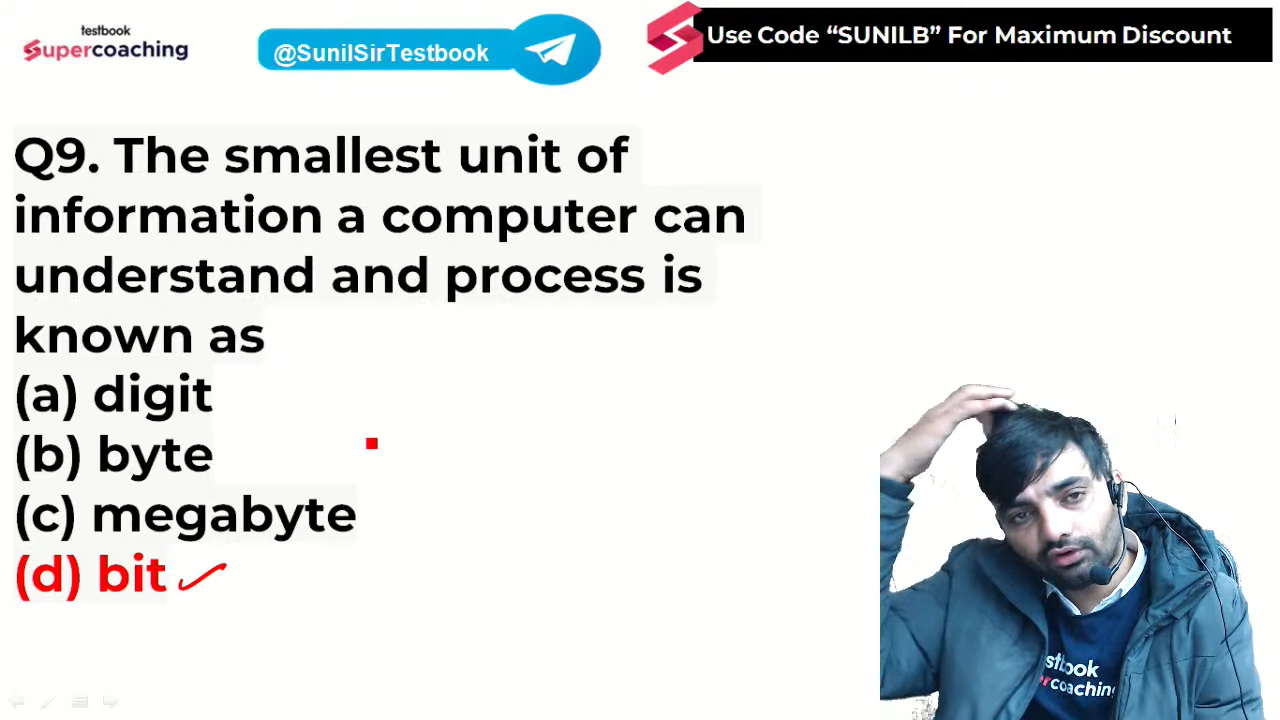 testbook
Supercoaching
@SunilSirTestbook
Use Code “SUNILB” For Maximum Discount
Q9. The smallest unit of
information a computer can
understand and process is
known as
(a) digit
(b) byte
(c) megabyte
(d) bit